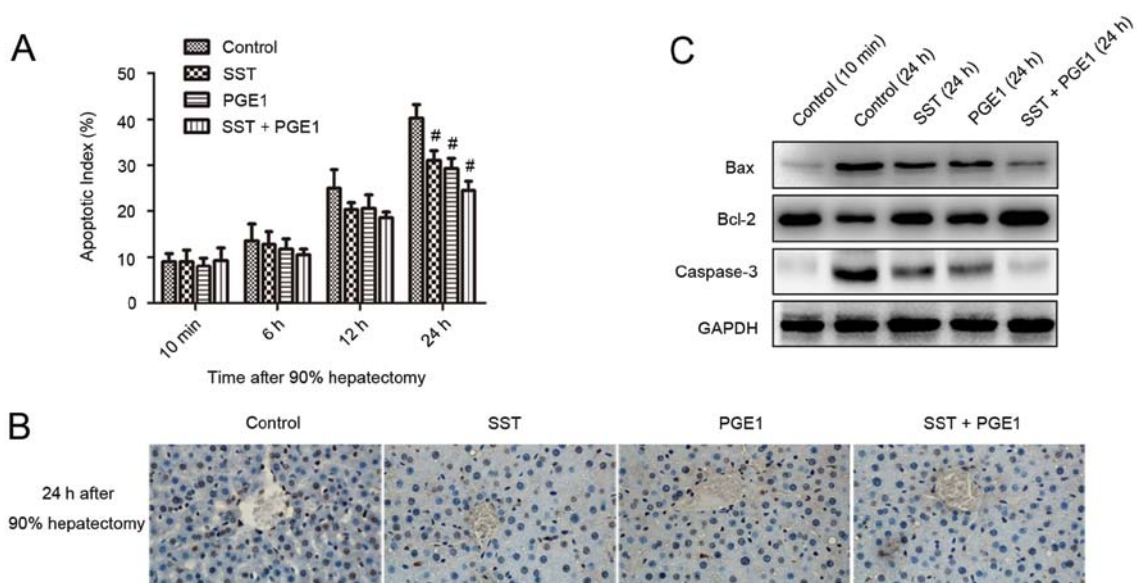 A
Control
SST
PGE1
SST + PGE1
Apoptotic Index (%)
50
40
30
20
10
0
#
#
#
10 min
6 h
12 h
24 h
Time after 90% hepatectomy
C
Control (10 min)
Control (24 h)
SST (24 h)
PGE1 (24 h)
SST + PGE1 (24 h)
Bax
Bcl-2
Caspase-3
GAPDH
B
Control
SST
PGE1
SST + PGE1
24 h after
90% hepatectomy